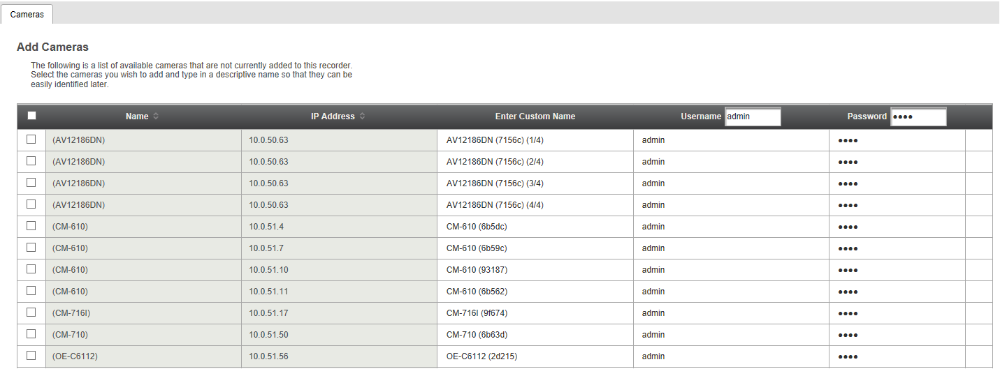 Cameras
Add Cameras
The following is a list of available cameras that are not currently added to this recorder.
Select the cameras you wish to add and type in a descriptive name so that they can be
easily identified later.
Name IP Address Enter Custom Name Username admin Password ●●●●
(AV12186DN) 10.0.50.63 AV12186DN (7156c) (1/4) admin ●●●●
(AV12186DN) 10.0.50.63 AV12186DN (7156c) (2/4) admin ●●●●
(AV12186DN) 10.0.50.63 AV12186DN (7156c) (3/4) admin ●●●●
(AV12186DN) 10.0.50.63 AV12186DN (7156c) (4/4) admin ●●●●
(CM-610) 10.0.51.4 CM-610 (6b5dc) admin ●●●●
(CM-610) 10.0.51.7 CM-610 (6b59c) admin ●●●●
(CM-610) 10.0.51.10 CM-610 (93187) admin ●●●●
(CM-610) 10.0.51.11 CM-610 (6b562) admin ●●●●
(CM-716I) 10.0.51.17 CM-716I (9f674) admin ●●●●
(CM-710) 10.0.51.50 CM-710 (6b63d) admin ●●●●
(OE-C6112) 10.0.51.56 OE-C6112 (2d215) admin ●●●●